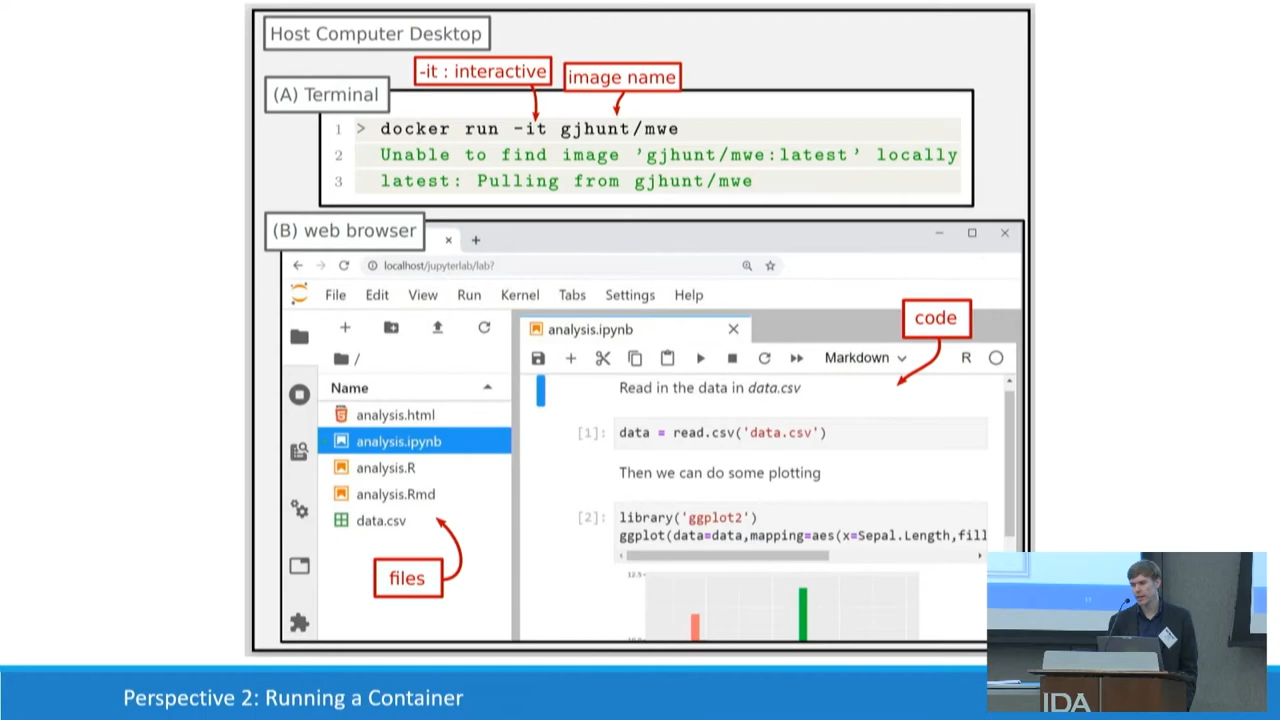 Host Computer Desktop
-it : interactive
image name
(A) Terminal
1 > docker run -it gjhunt/mwe
2 Unable to find image 'gjhunt/mwe:latest' locally
3 latest: Pulling from gjhunt/mwe
(B) web browser
localhost/jupyterlab/lab?
File Edit View Run Kernel Tabs Settings Help
code
analysis.ipynb
/
Markdown
R
Name
analysis.html
analysis.ipynb
analysis.R
analysis.Rmd
data.csv
files
Read in the data in data.csv
[1]: data = read.csv('data.csv')
Then we can do some plotting
[2]: library('ggplot2')
ggplot(data=data,mapping=aes(x=Sepal.Length,fill
12.5
IDA
Perspective 2: Running a Container